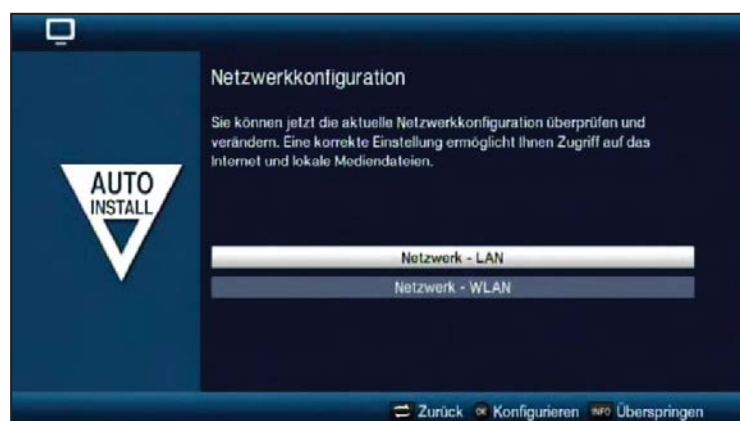 Netzwerkkonfiguration
Sie können jetzt die aktuelle Netzwerkkonfiguration überprüfen und
verändern. Eine korrekte Einstellung ermöglicht Ihnen Zugriff auf das
Internet und lokale Mediendateien.
AUTO
INSTALL
Netzwerk - LAN
Netzwerk - WLAN
Zurück OK Konfigurieren INFO Überspringen